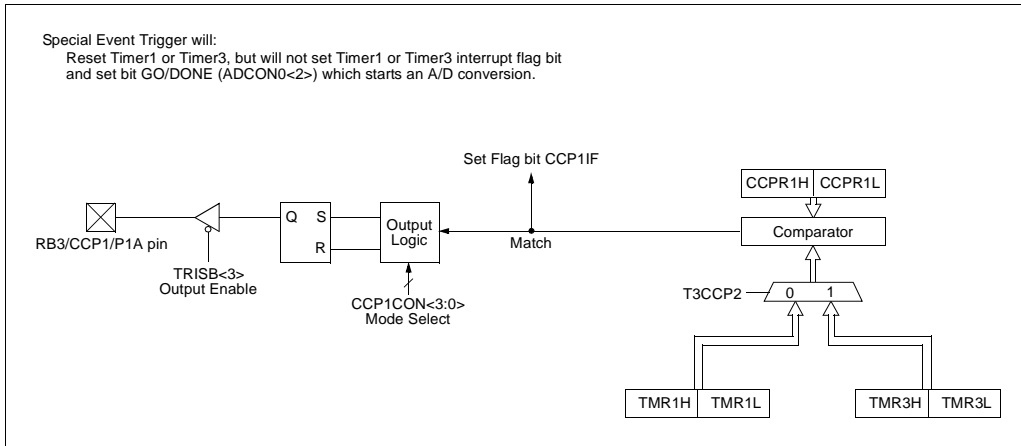 Special Event Trigger will:
Reset Timer1 or Timer3, but will not set Timer1 or Timer3 interrupt flag bit
and set bit GO/DONE (ADCON0<2>) which starts an A/D conversion.
Set Flag bit CCP1IF
CCPR1H CCPR1L
Q S
R
Output
Logic
Comparator
RB3/CCP1/P1A pin
Match
TRISB<3>
Output Enable
CCP1CON<3:0>
Mode Select
T3CCP2
0 1
TMR1H TMR1L
TMR3H TMR3L